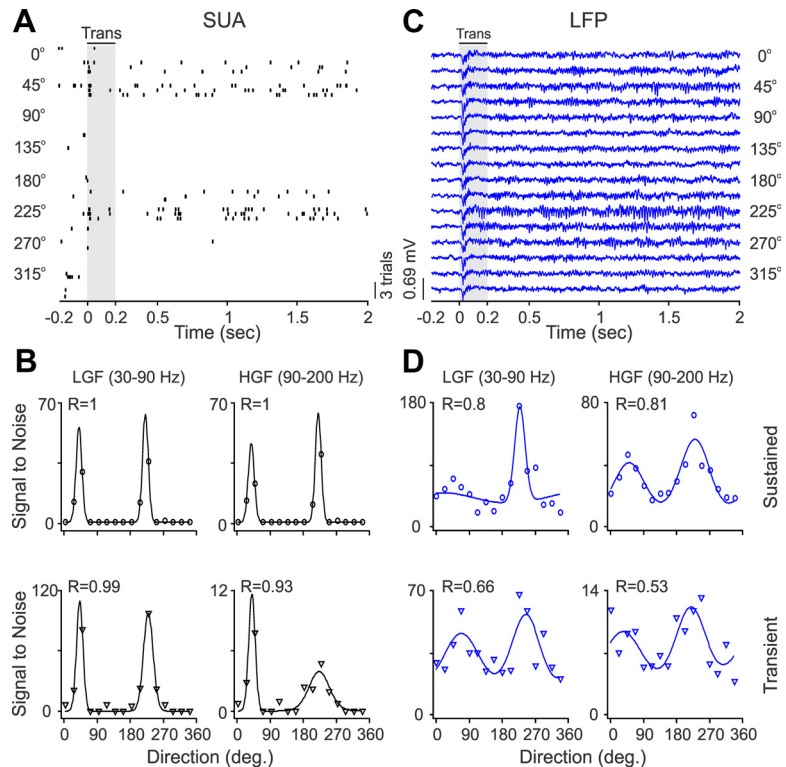 A SUA
Trans
0°
45°
90°
135°
180°
225°
270°
315°
3 trials
-0.2 0 0.2 0.5 1 1.5 2
Time (sec)
C LFP
Trans
0°
45°
90°
135°
180°
225°
270°
315°
0.69 mV
-0.2 0 0.2 1 1 2
Time (sec)
B
LGF (30-90 Hz) HGF (90-200 Hz)
Signal to Noise
70 R=1 70 R=1
0 0
Signal to Noise
120 R=0.99 12 R=0.93
0 0
0 90 180 270 360 0 90 180 270 360
Direction (deg.)
D
LGF (30-90 Hz) HGF (90-200 Hz)
180 R=0.8 80 R=0.81
0 0
Sustained
70 R=0.66 14 R=0.53
0 0
Transient
0 90 180 270 360 0 90 180 270 360
Direction (deg.)